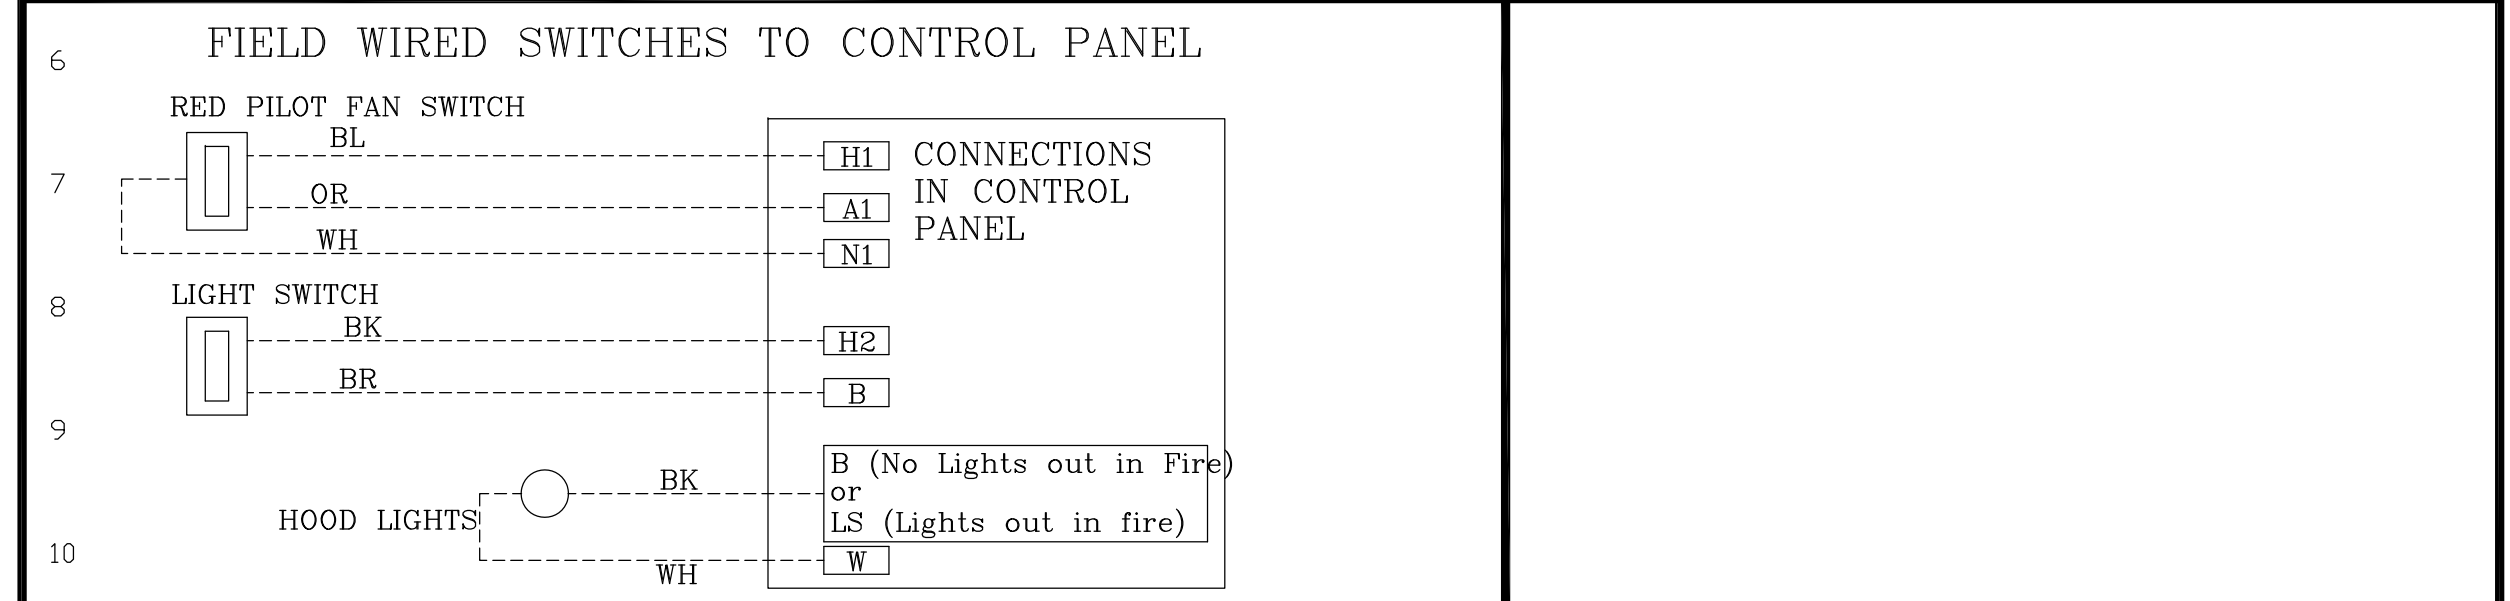 6
FIELD WIRED SWITCHES TO CONTROL PANEL
RED PILOT FAN SWITCH
BL
H1
CONNECTIONS
IN CONTROL
PANEL
7
OR
A1
WH
N1
LIGHT SWITCH
8
BK
H2
BR
B
9
B (No Lights out in Fire)
or
LS (Lights out in fire)
BK
HOOD LIGHTS
10
W
WH